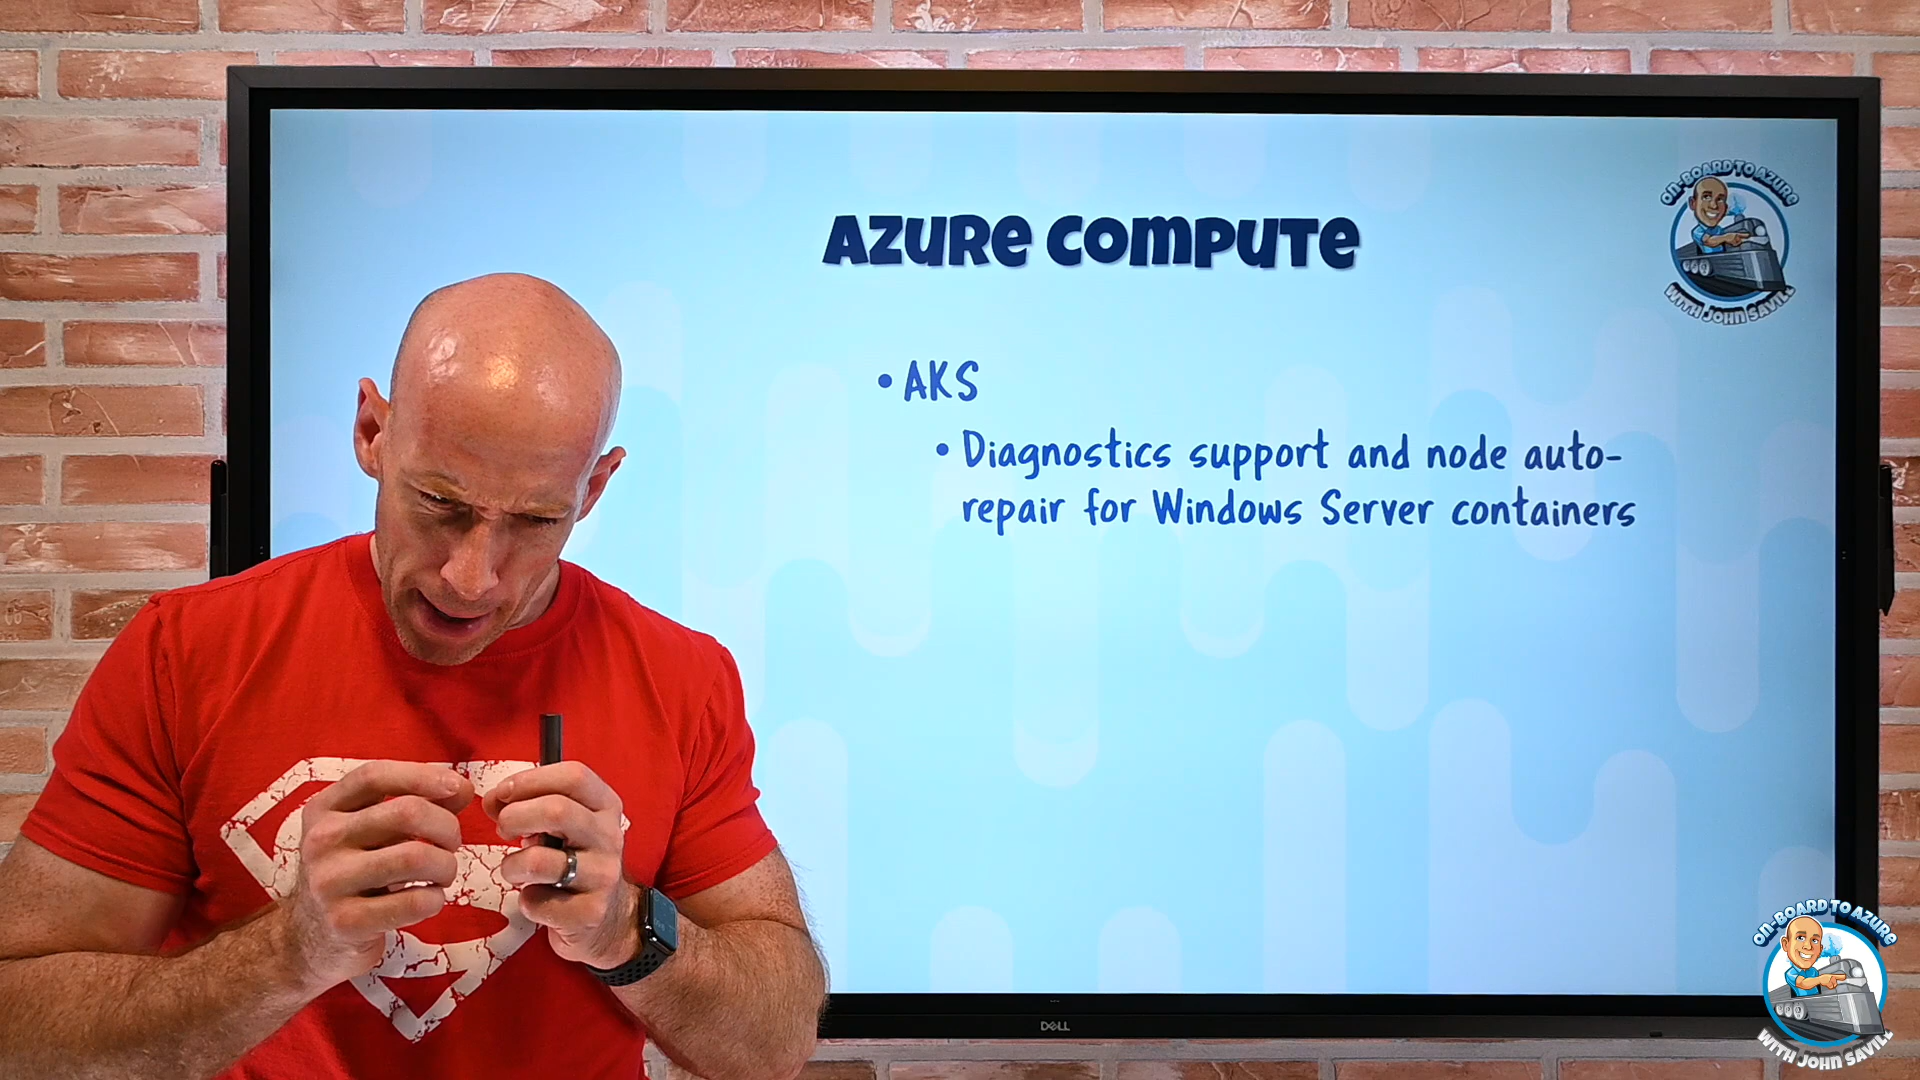 ON-BOARD TO AZURE
WITH JOHN SAVILL
AZURE COMPUTE
• AKS
• Diagnostics support and node auto-
repair for Windows Server containers
DELL
ON-BOARD TO AZURE
WITH JOHN SAVILL